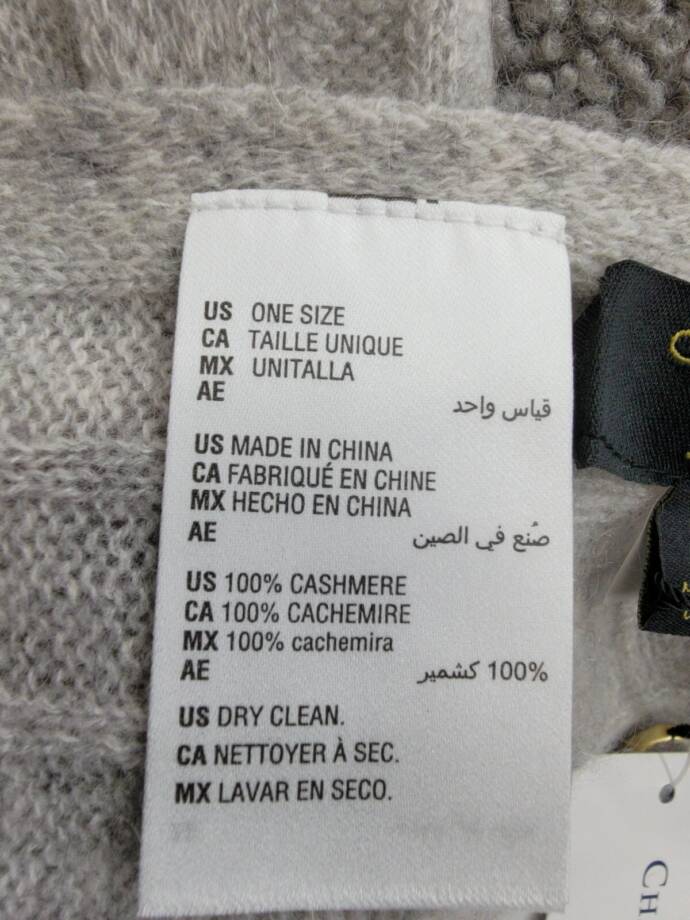 US ONE SIZE
CA TAILLE UNIQUE
MX UNITALLA
AE قياس واحد
US MADE IN CHINA
CA FABRIQUÉ EN CHINE
MX HECHO EN CHINA
AE صُنع في الصين
US 100% CASHMERE
CA 100% CACHEMIRE
MX 100% cachemira
AE 100% كشمير
US DRY CLEAN.
CA NETTOYER À SEC.
MX LAVAR EN SECO.
CH